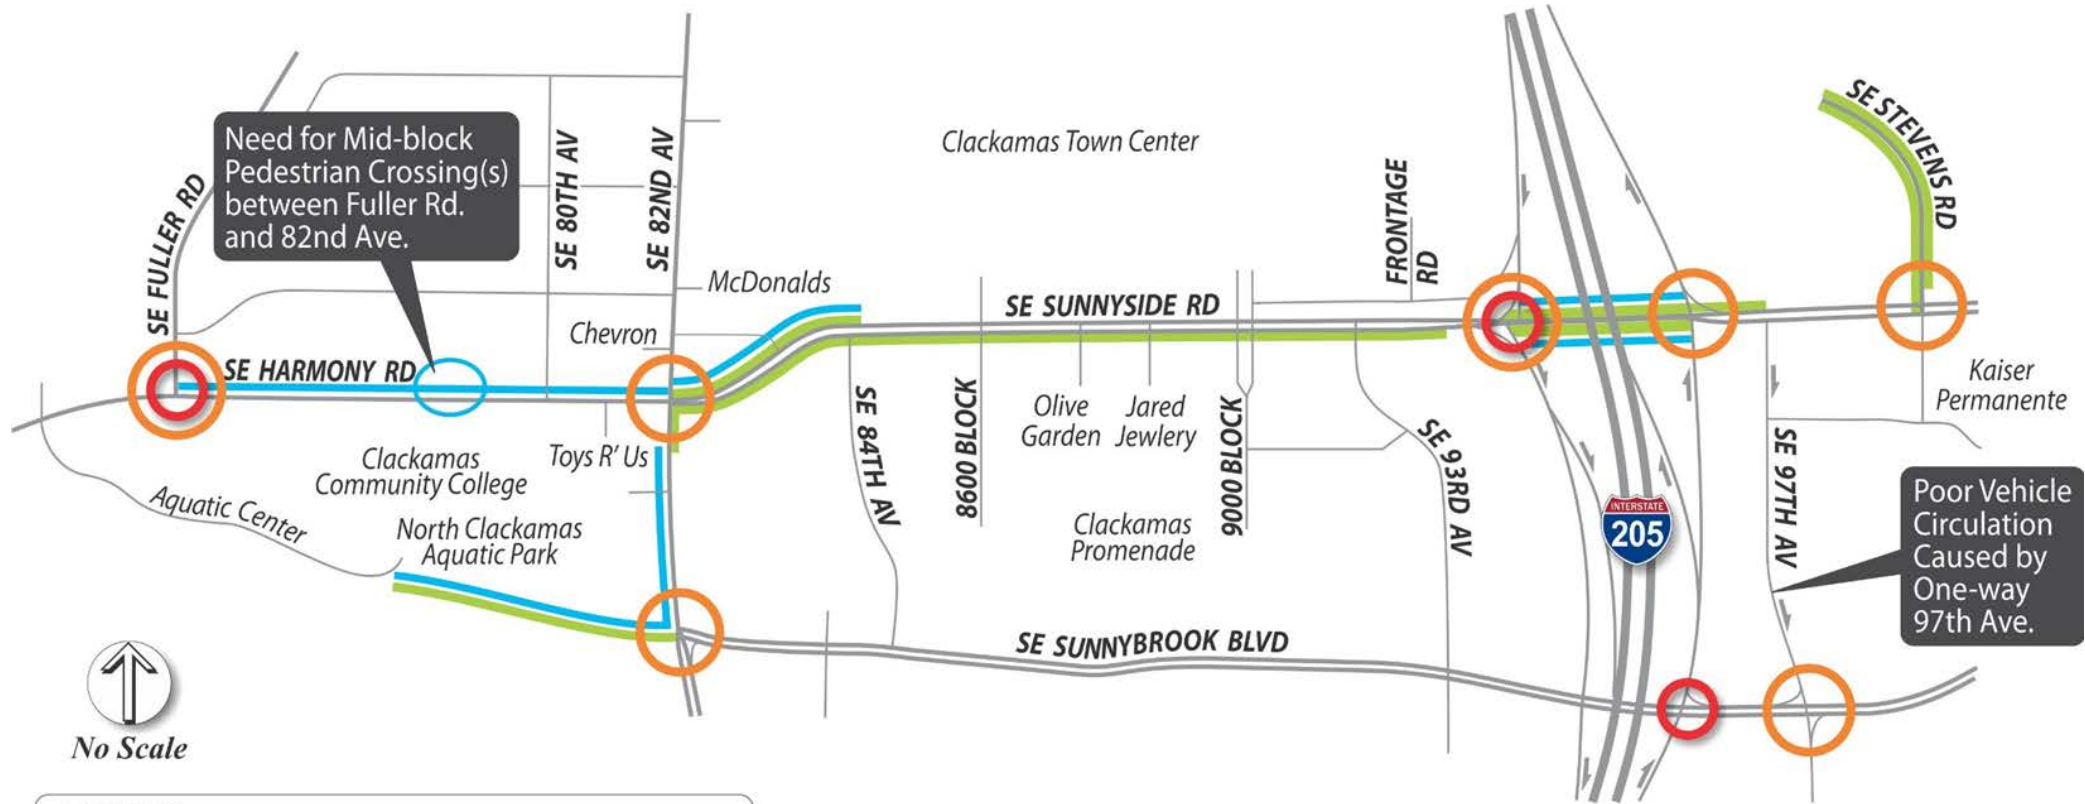 SE STEVENS RD
Need for Mid-block
Pedestrian Crossing(s)
between Fuller Rd.
and 82nd Ave.
SE FULLER RD
SE 80TH AV
SE 82ND AV
Clackamas Town Center
FRONTAGE
RD
McDonalds
SE SUNNYSIDE RD
Chevron
SE HARMONY RD
Kaiser
Permanente
SE 84TH AV
8600 BLOCK
Olive
Garden
Jared
Jewlery
9000 BLOCK
SE 93RD AV
SE 97TH AV
Toys R' Us
Clackamas
Community College
Aquatic Center
North Clackamas
Aquatic Park
Clackamas
Promenade
INTERSTATE
205
Poor Vehicle
Circulation
Caused by
One-way
97th Ave.
SE SUNNYBROOK BLVD
No Scale